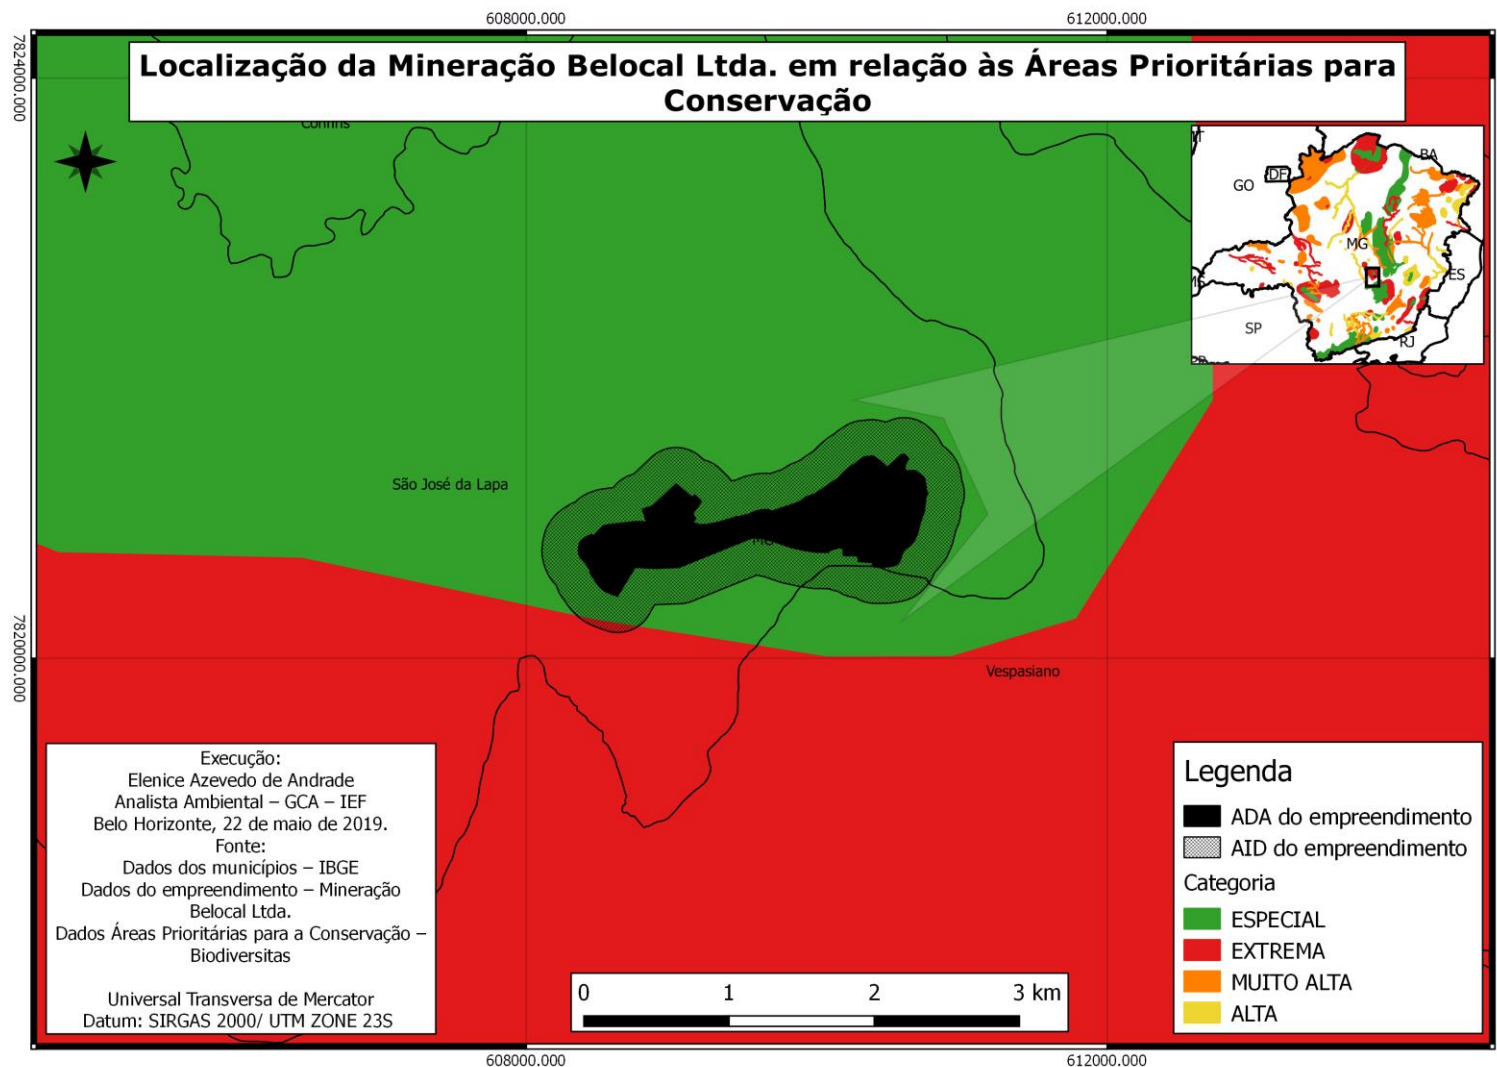 608000.000
612000.000
7824000.000
Localização da Mineração Belocal Ltda. em relação às Áreas Prioritárias para
Conservação
Confins
BA
DF
GO
MG
ES
SP
RJ
São José da Lapa
7820000.000
Vespasiano
Execução:
Elenice Azevedo de Andrade
Analista Ambiental – GCA – IEF
Belo Horizonte, 22 de maio de 2019.
Fonte:
Dados dos municípios – IBGE
Dados do empreendimento – Mineração
Belocal Ltda.
Dados Áreas Prioritárias para a Conservação –
Biodiversitas
Universal Transversa de Mercator
Datum: SIRGAS 2000/ UTM ZONE 23S
0 1 2 3 km
Legenda
ADA do empreendimento
AID do empreendimento
Categoria
ESPECIAL
EXTREMA
MUITO ALTA
ALTA
608000.000
612000.000